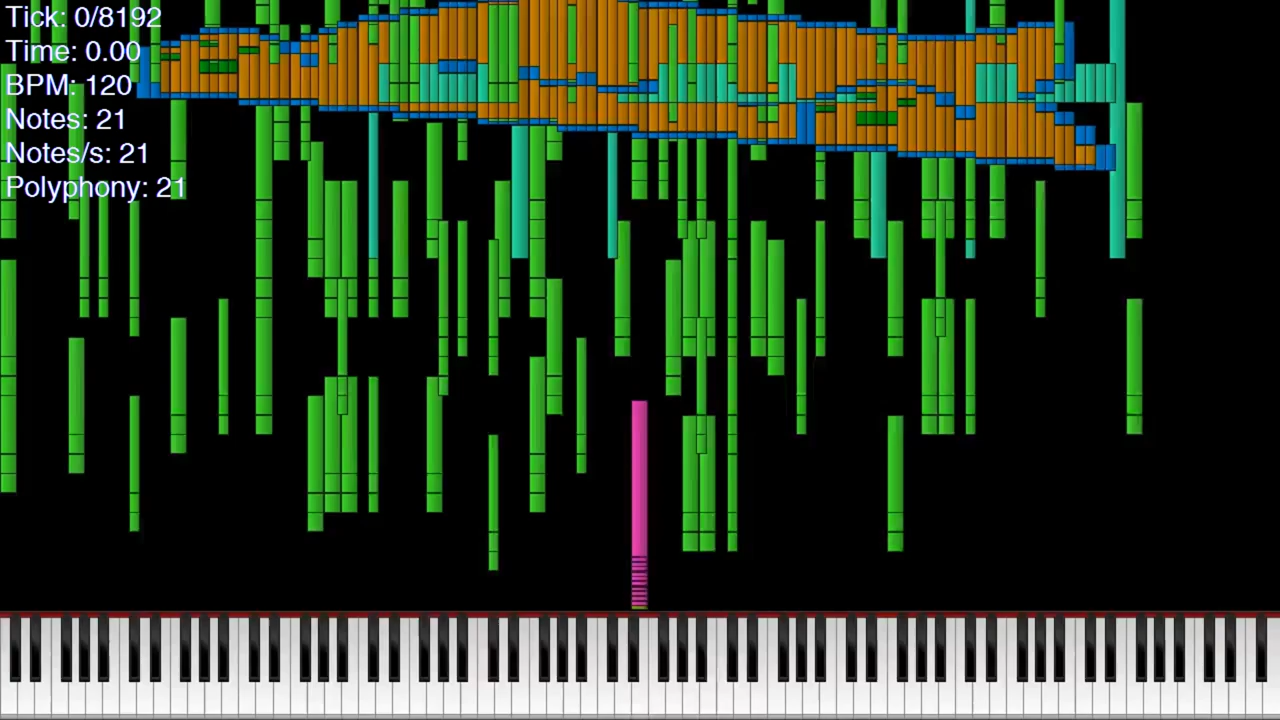 Tick: 0/8192
Time: 0.00
BPM: 120
Notes: 21
Notes/s: 21
Polyphony: 21